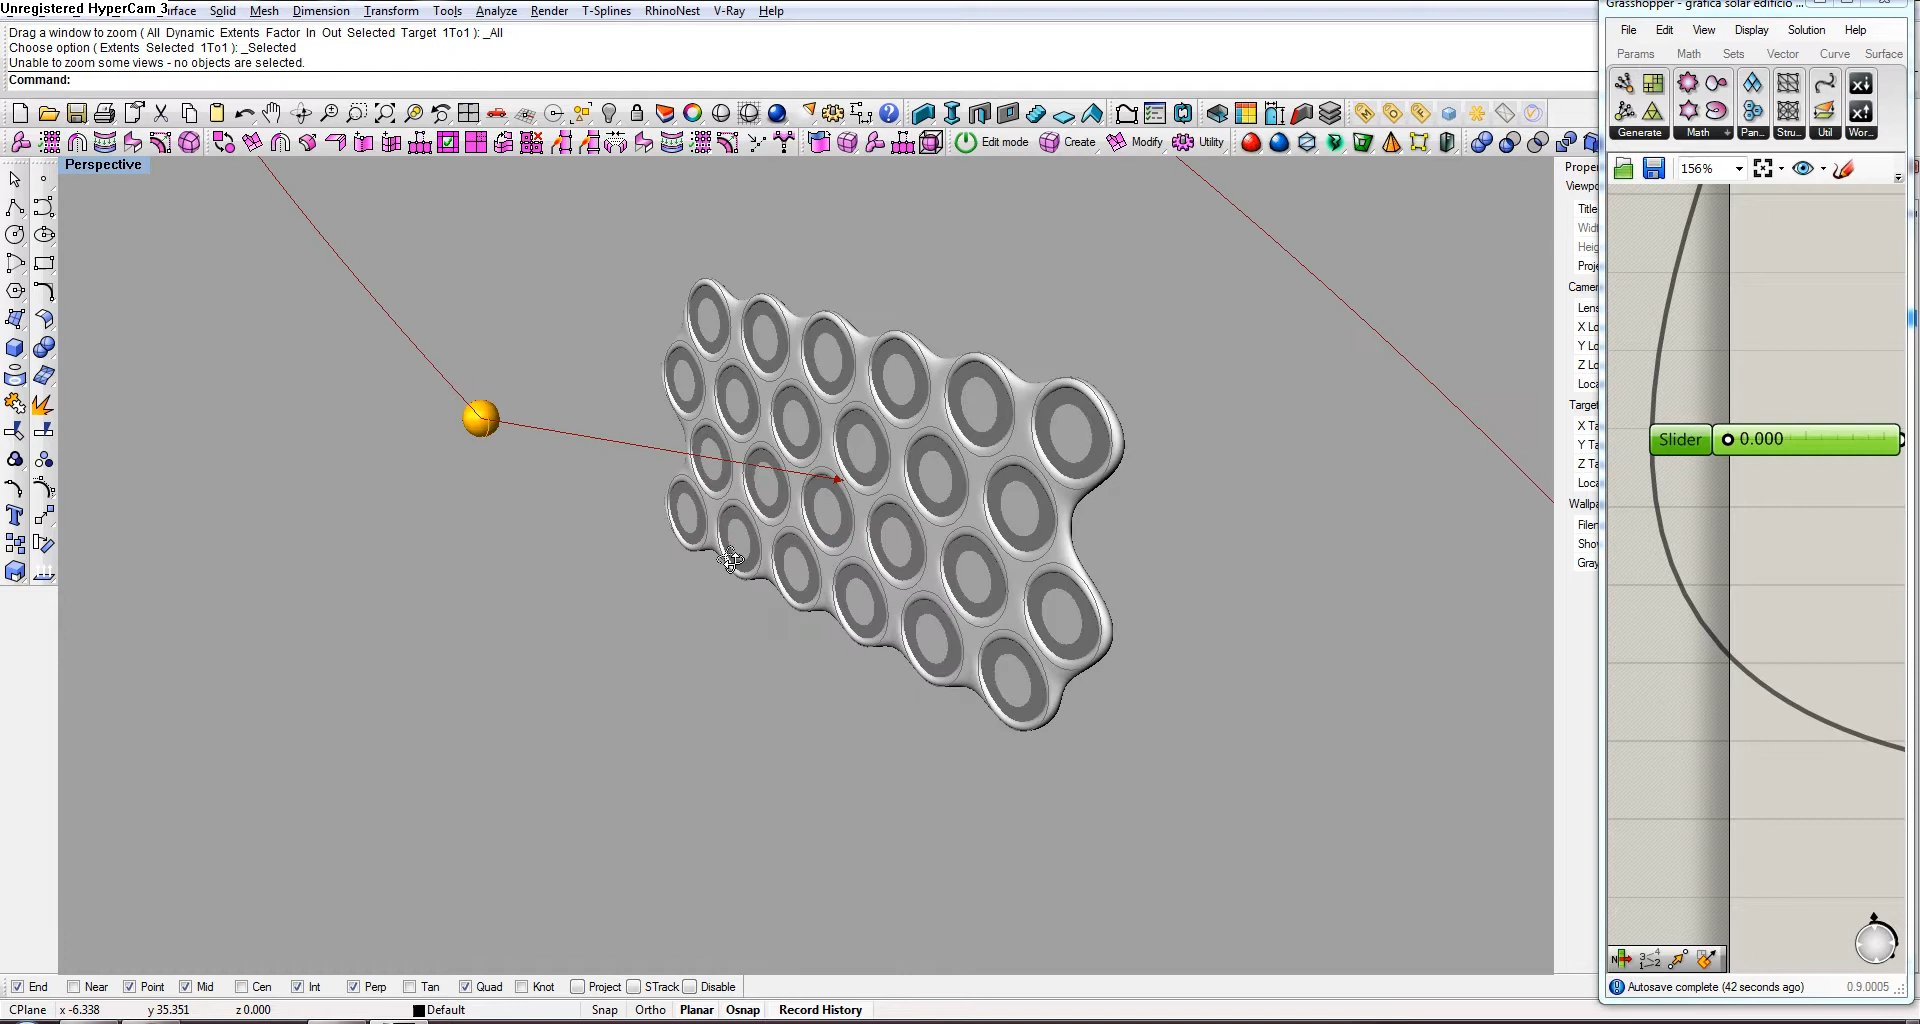 Unregistered HyperCam 3
urface Solid Mesh Dimension Transform Tools Analyze Render T-Splines RhinoNest V-Ray Help
Drag a window to zoom ( All Dynamic Extents Factor In Out Selected Target 1To1 ): _All
Choose option ( Extents Selected 1To1 ): _Selected
Unable to zoom some views - no objects are selected.
Command:
Edit mode Create Modify Utility
Perspective
Proper
Viewpo
Title
Widt
Heig
Proje
Camera
Lens
X Lo
Y Lo
Z Lo
Loca
Target
X Ta
Y Ta
Z Ta
Loca
Wallpa
Filen
Sho
Gray
Grasshopper - grafica solar edificio ...
File Edit View Display Solution Help
Params Math Sets Vector Curve Surface
Generate Math Pan... Stru... Util Wor...
156%
Slider 0.000
Autosave complete (42 seconds ago) 0.9.0005
End Near Point Mid Cen Int Perp Tan Quad Knot Project STrack Disable
CPlane x -6.338 y 35.351 z 0.000 Default Snap Ortho Planar Osnap Record History